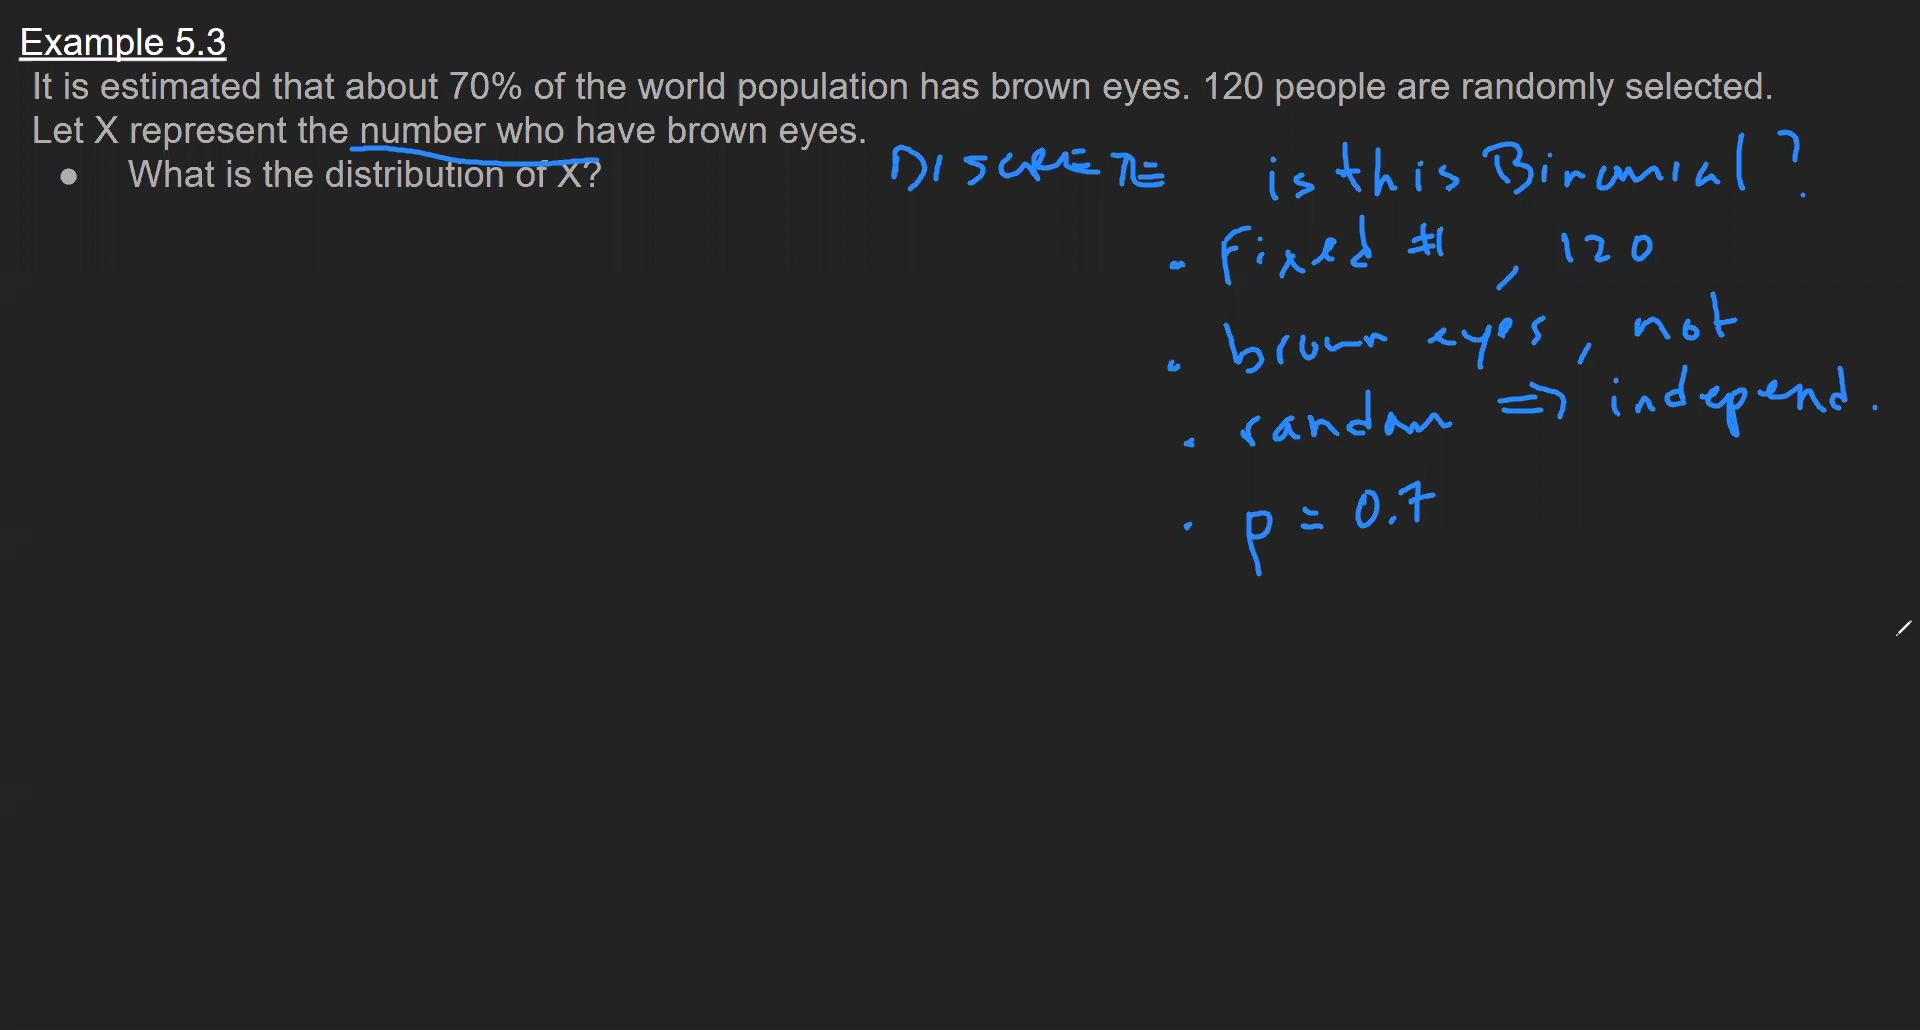 Example 5.3
It is estimated that about 70% of the world population has brown eyes. 120 people are randomly selected.
Let X represent the number who have brown eyes.
● What is the distribution of X?
DISCRETE is this Binomial?
• Fixed #, 120
• brown eyes, not
• random ⇒ independ.
• p = 0.7